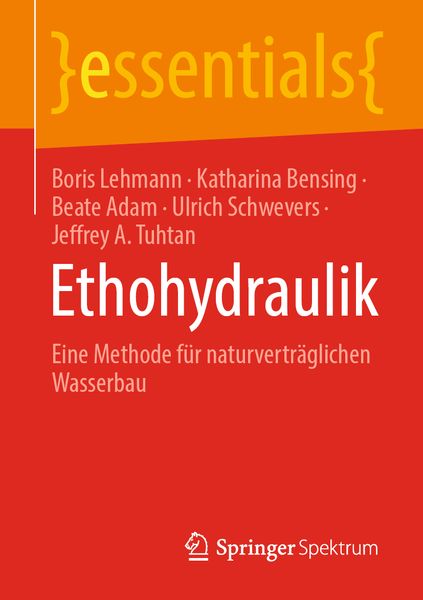 }essentials{
Boris Lehmann · Katharina Bensing ·
Beate Adam · Ulrich Schwevers ·
Jeffrey A. Tuhtan
Ethohydraulik
Eine Methode für naturverträglichen
Wasserbau
Springer Spektrum